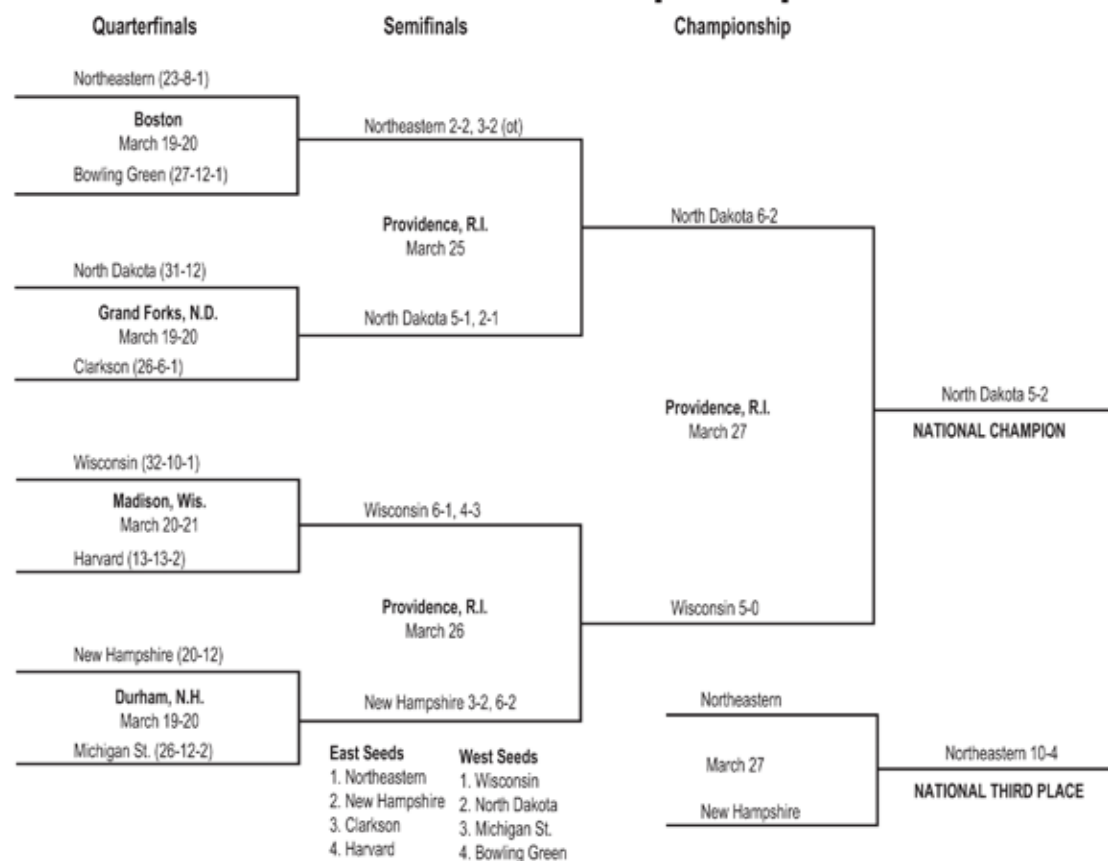 Quarterfinals
Semifinals
Championship
Northeastern (23-8-1)
Boston
March 19-20
Bowling Green (27-12-1)
North Dakota (31-12)
Grand Forks, N.D.
March 19-20
Clarkson (26-6-1)
Wisconsin (32-10-1)
Madison, Wis.
March 20-21
Harvard (13-13-2)
New Hampshire (20-12)
Durham, N.H.
March 19-20
Michigan St. (26-12-2)
Northeastern 2-2, 3-2 (ot)
Providence, R.I.
March 25
North Dakota 5-1, 2-1
Wisconsin 6-1, 4-3
Providence, R.I.
March 26
New Hampshire 3-2, 6-2
East Seeds
1. Northeastern
2. New Hampshire
3. Clarkson
4. Harvard
West Seeds
1. Wisconsin
2. North Dakota
3. Michigan St.
4. Bowling Green
North Dakota 6-2
Providence, R.I.
March 27
Wisconsin 5-0
North Dakota 5-2
NATIONAL CHAMPION
Northeastern
March 27
New Hampshire
Northeastern 10-4
NATIONAL THIRD PLACE